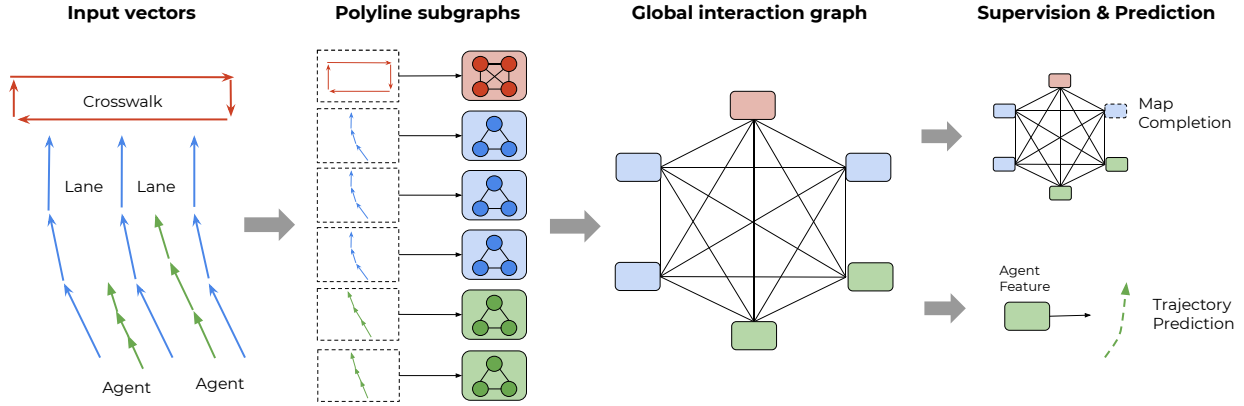 Input vectors
Polyline subgraphs
Global interaction graph
Supervision & Prediction
Crosswalk
Lane
Lane
Agent
Agent
Map
Completion
Agent
Feature
Trajectory
Prediction